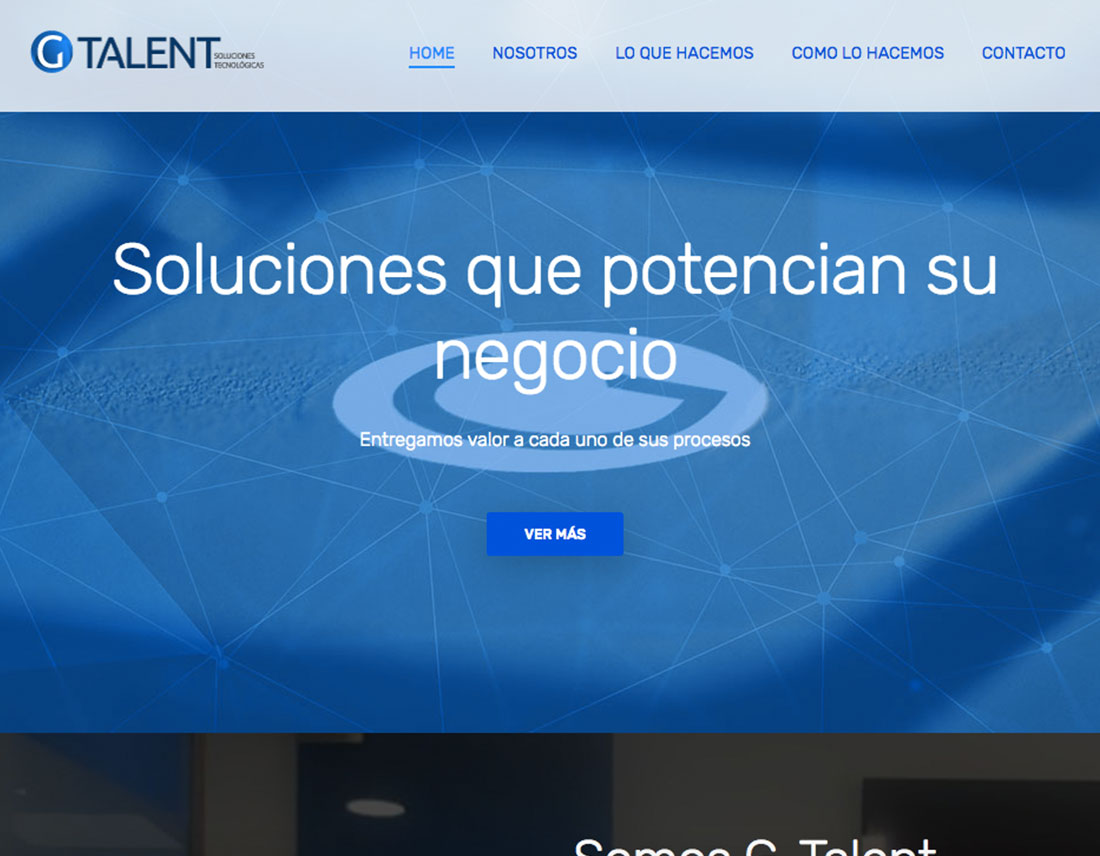 G TALENT SOLUCIONES
TECNOLÓGICAS
HOME NOSOTROS LO QUE HACEMOS COMO LO HACEMOS CONTACTO
Soluciones que potencian su
negocio
Entregamos valor a cada uno de sus procesos
VER MÁS
Somos G-Talent